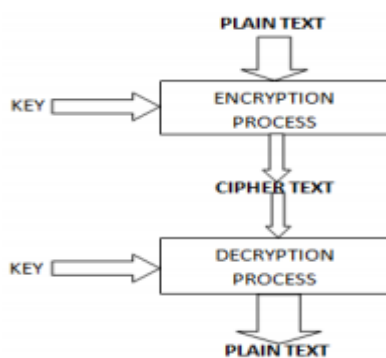 PLAIN TEXT
KEY
ENCRYPTION
PROCESS
CIPHER TEXT
KEY
DECRYPTION
PROCESS
PLAIN TEXT